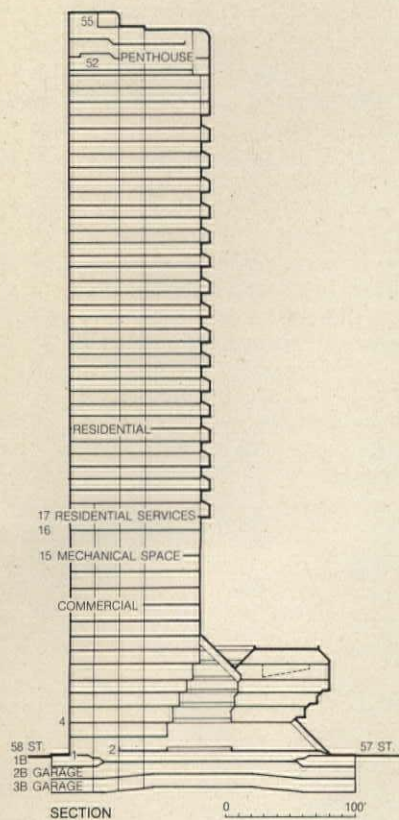 55
PENTHOUSE
52
RESIDENTIAL
17 RESIDENTIAL SERVICES
16
15 MECHANICAL SPACE
COMMERCIAL
4
58 ST.
1
2
57 ST.
1B
2B GARAGE
3B GARAGE
SECTION
0 100'